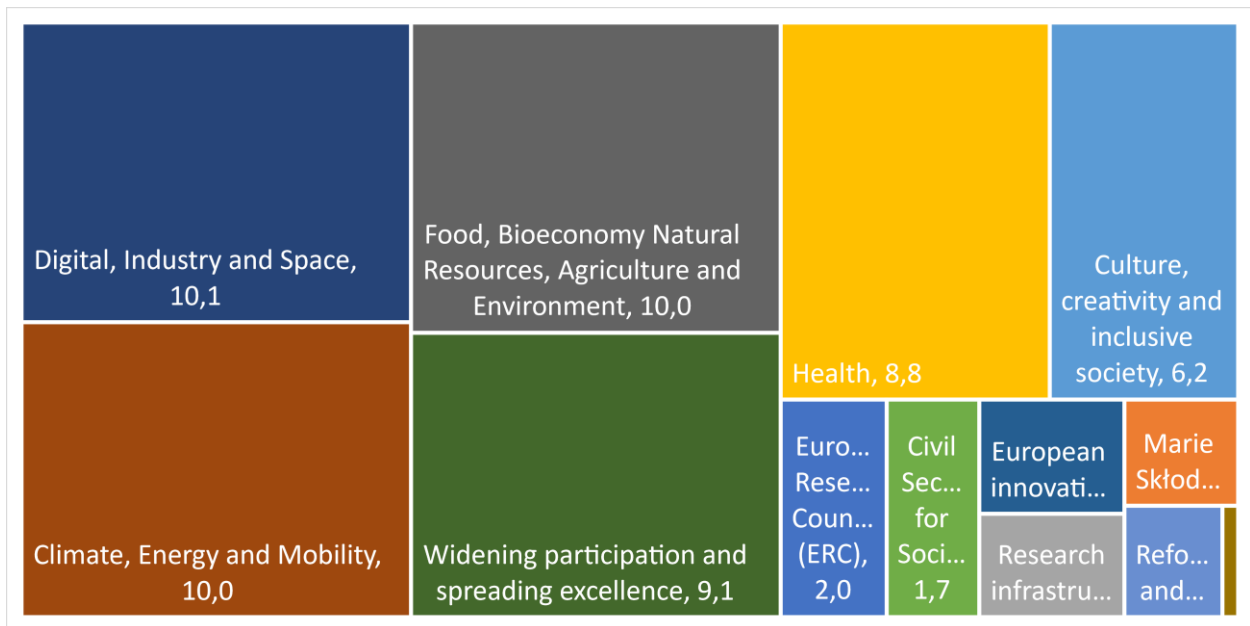 Digital, Industry and Space,
10,1
Food, Bioeconomy Natural
Resources, Agriculture and
Environment, 10,0
Health, 8,8
Culture,
creativity and
inclusive
society, 6,2
Climate, Energy and Mobility,
10,0
Widening participation and
spreading excellence, 9,1
Euro...
Rese...
Coun...
(ERC),
2,0
Civil
Sec...
for
Soci...
1,7
European
innovati...
Marie
Skłod...
Research
infrastru...
Refo...
and...